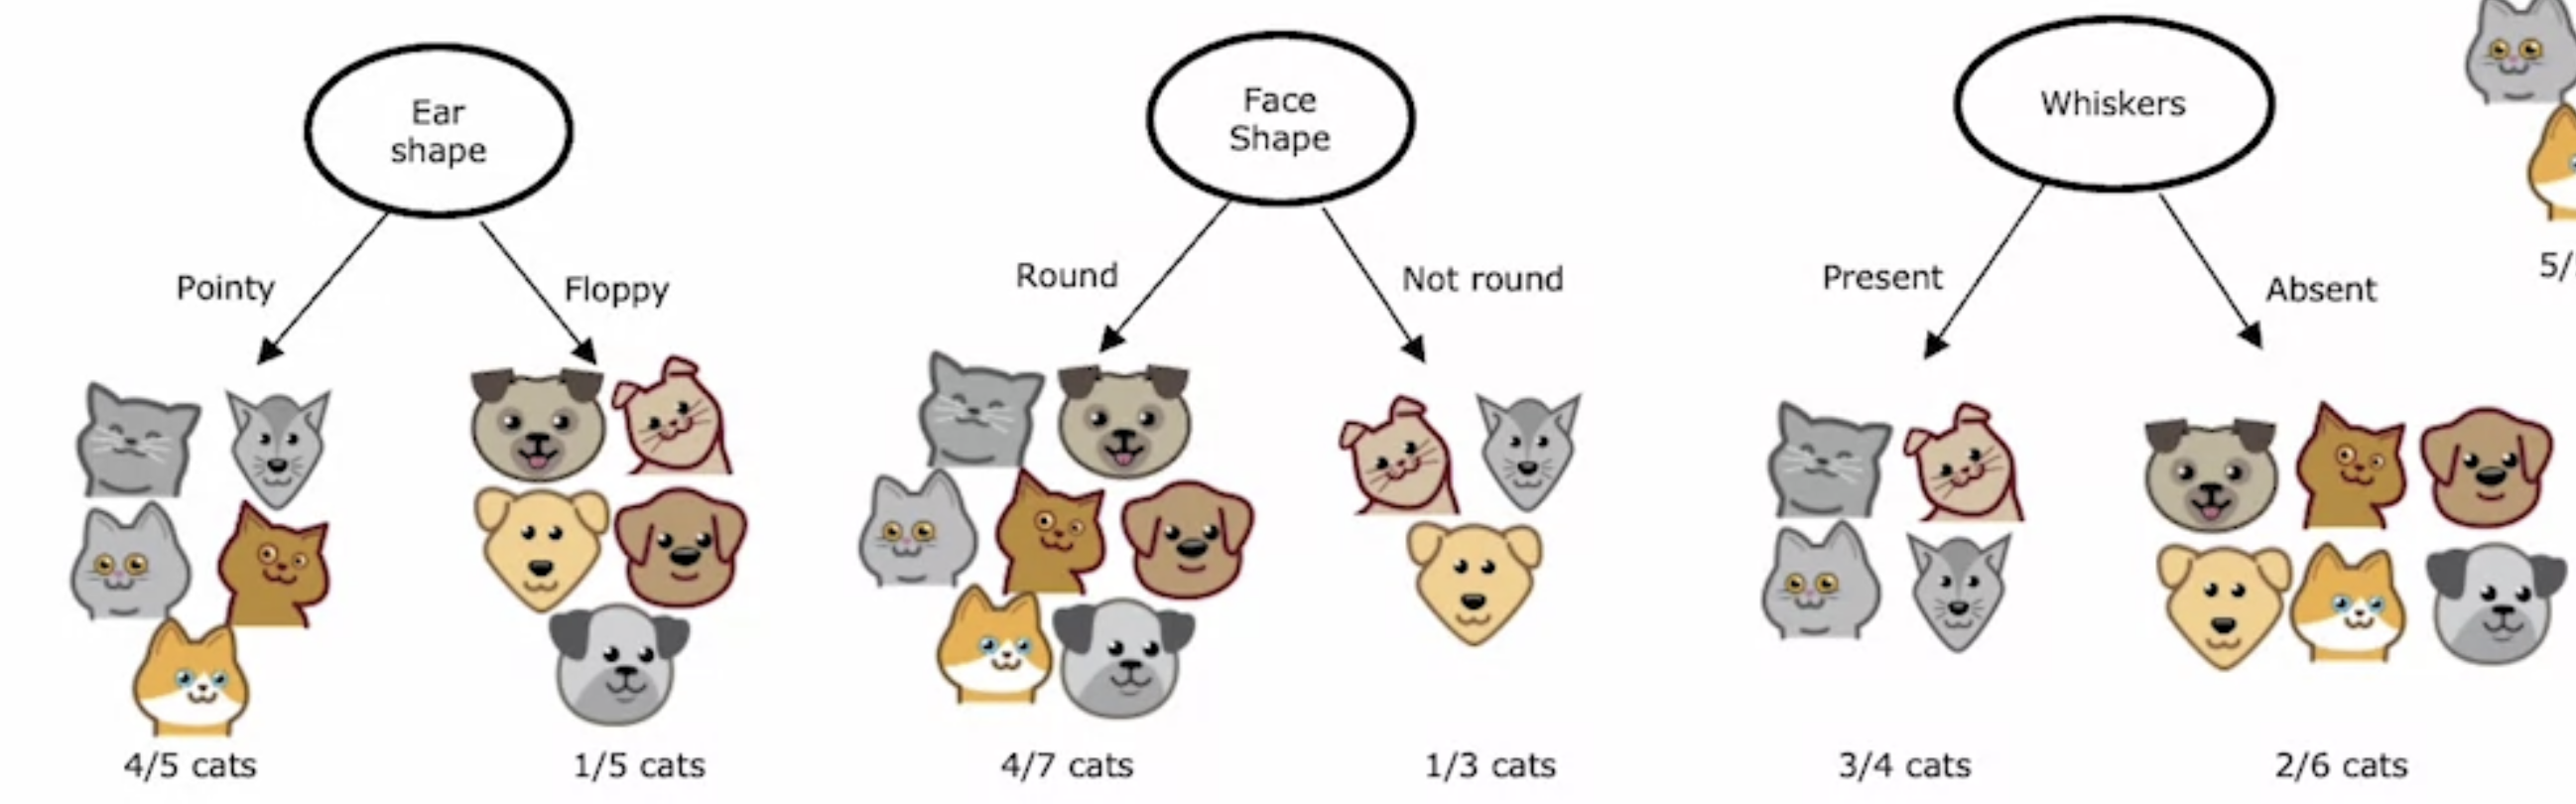 Ear
shape
Pointy
Floppy
4/5 cats
1/5 cats
Face
Shape
Round
Not round
4/7 cats
1/3 cats
Whiskers
Present
Absent
3/4 cats
2/6 cats
5/